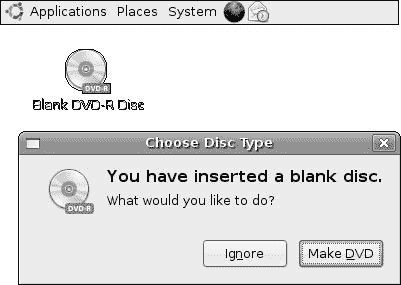 Applications Places System
DVD-R
Blank DVD-R Disc
Choose Disc Type
You have inserted a blank disc.
What would you like to do?
DVD-R
Ignore Make DVD